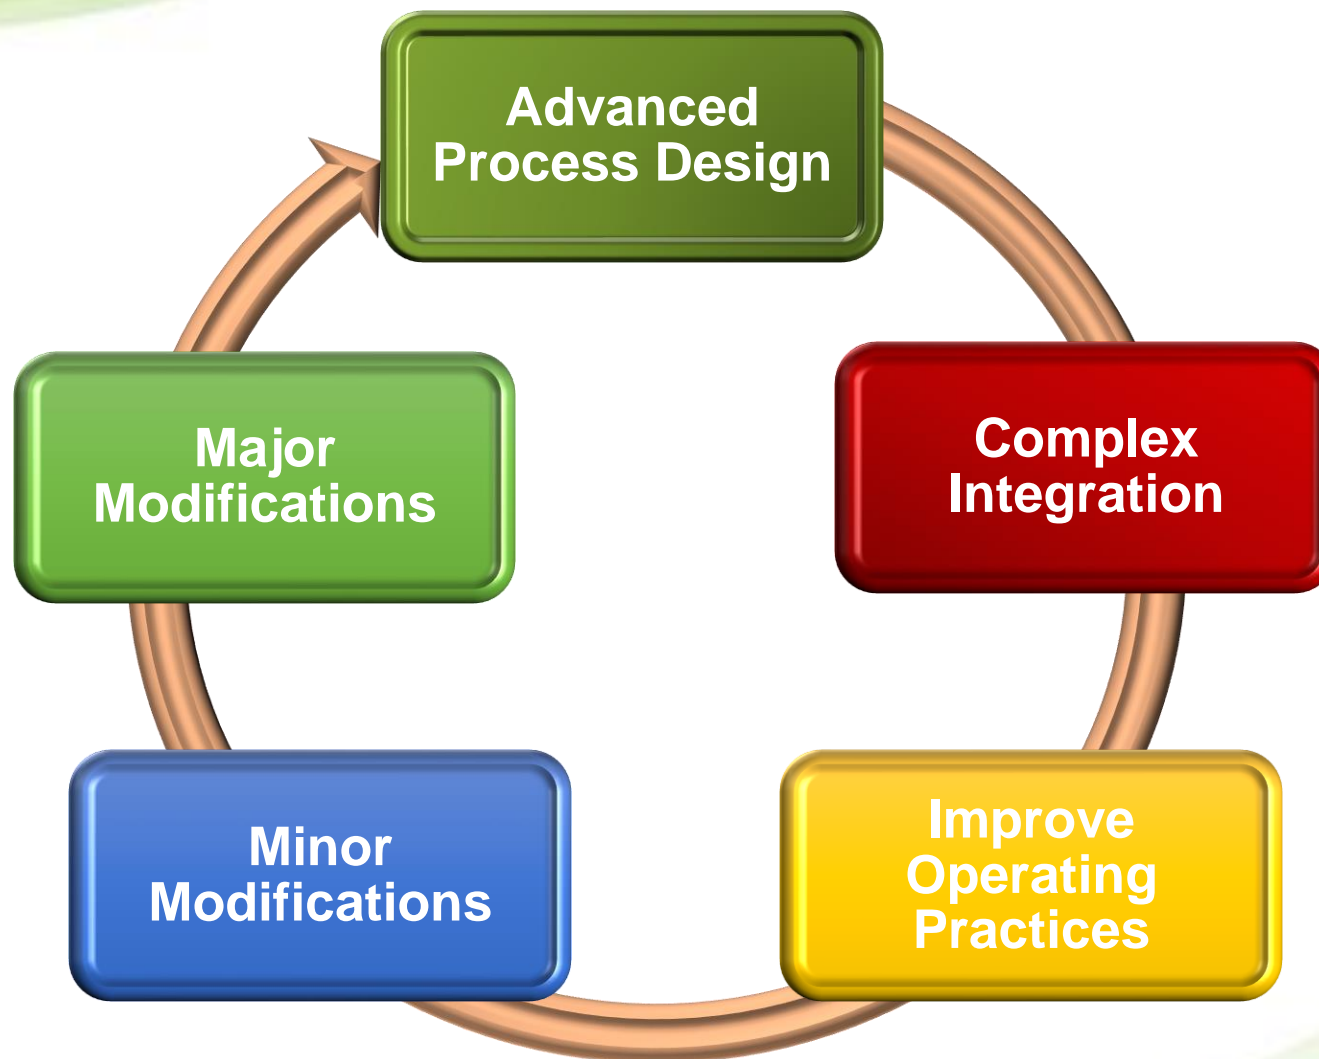 Advanced
Process Design
Complex
Integration
Improve
Operating
Practices
Minor
Modifications
Major
Modifications